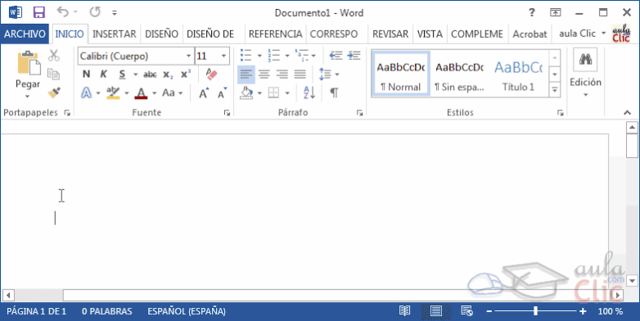 Documento1 - Word
ARCHIVO INICIO INSERTAR DISEÑO DISEÑO DE REFERENCIA CORRESPO REVISAR VISTA COMPLEME Acrobat aula Clic aula Clic
Calibri (Cuerpo) 11
Pegar
N K S abc x₂ x²
A A Aa A A
AaBbCcDc AaBbCcDc AaBbCc
¶ Normal ¶ Sin espa... Título 1
Edición
Portapapeles Fuente Párrafo Estilos
aula
.com
Clic
PÁGINA 1 DE 1 0 PALABRAS ESPAÑOL (ESPAÑA) 100 %